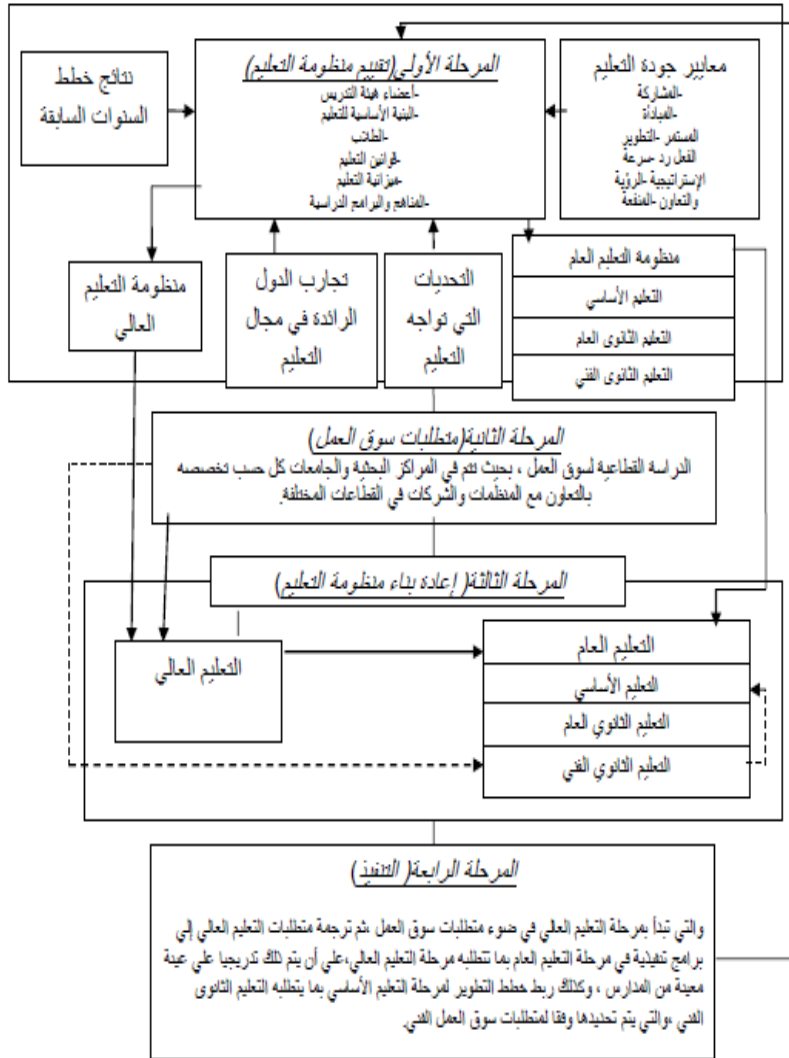 معايير جودة التعليم
-المشاركة
-المبادأة
المستمر -التطوير
الفعل رد -سرعة
الإستراتيجية -الرؤية
والتعاون -المنفعة
المرحلة الأولي(تقييم منظومة التعليم)
-أعضاء هيئة التدريس
-البنية الأساسية للتعليم
-الطلاب
-قوانين التعليم
-ميزانية التعليم
-المناهج والبرامج الدراسية
نتائج خطط
السنوات السابقة
منظومة التعليم العام
التعليم الأساسي
التعليم الثانوى العام
التعليم الثانوى الفني
التحديات
التي تواجه
التعليم
تجارب الدول
الرائدة في مجال
التعليم
منظومة التعليم
العالي
المرحلة الثانية(متطلبات سوق العمل)
الدراسة القطاعية لسوق العمل ، بحيث تتم في المراكز البحثية والجامعات كل حسب تخصصه
بالتعاون مع المنظمات والشركات في القطاعات المختلفة.
المرحلة الثالثة( إعادة بناء منظومة التعليم)
التعليم العام
التعليم الأساسي
التعليم الثانوي العام
التعليم الثانوي الفني
التعليم العالي
المرحلة الرابعة( التنفيذ)
والتي تبدأ بمرحلة التعليم العالي في ضوء متطلبات سوق العمل ،ثم ترجمة متطلبات التعليم العالي إلي
برامج تنفيذية في مرحلة التعليم العام بما تتطلبه مرحلة التعليم العالي،علي أن يتم ذلك تدريجيا علي عينة
معينة من المدارس ، وكذلك ربط خطط التطوير لمرحلة التعليم الأساسي بما يتطلبه التعليم الثانوى
الفني ،والتي يتم تحديدها وفقا لمتطلبات سوق العمل الفني.